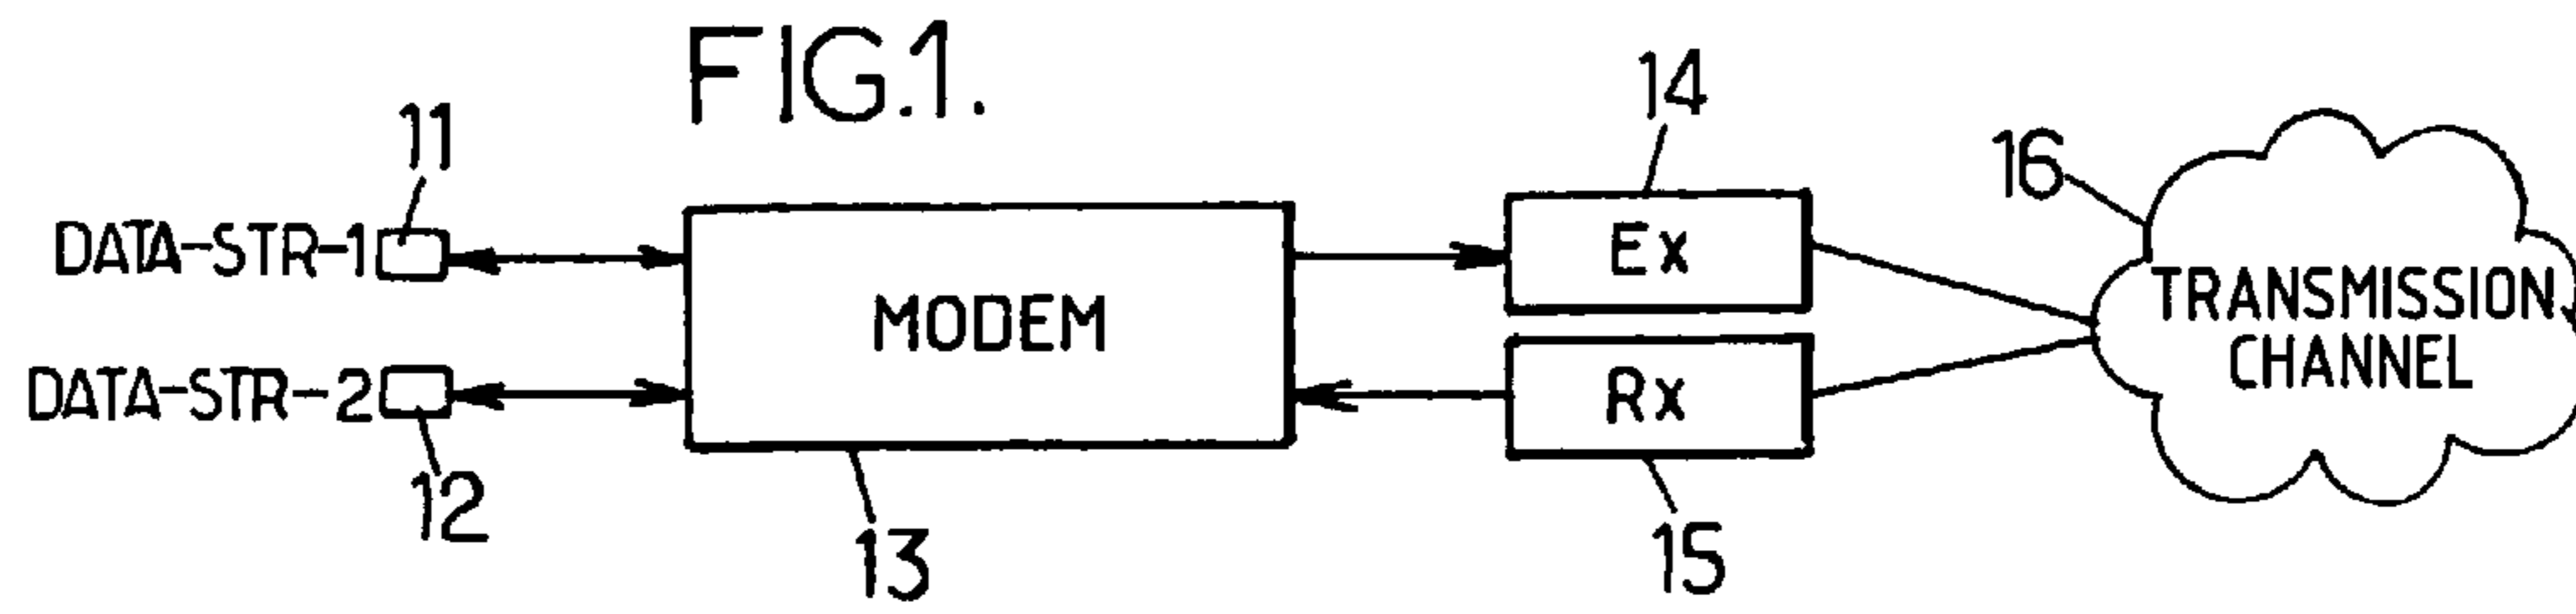 FIG.1.
11
14
16
DATA-STR-1
MODEM
Ex
TRANSMISSION
CHANNEL
DATA-STR-2
Rx
12
13
15